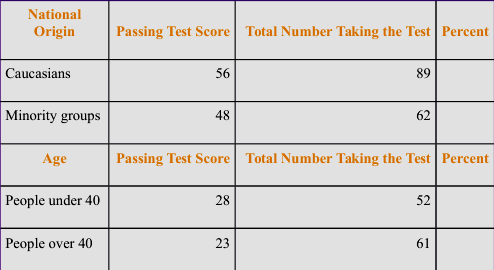 National
Origin Passing Test Score Total Number Taking the Test Percent
Caucasians 56 89
Minority groups 48 62
Age Passing Test Score Total Number Taking the Test Percent
People under 40 28 52
People over 40 23 61